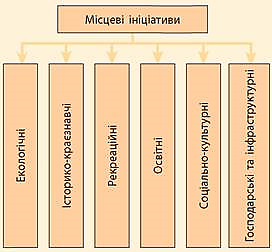 Місцеві ініціативи
Екологічні
Історико-краєзнавчі
Рекреаційні
Освітні
Соціально-культурні
Господарські та інфраструктурні